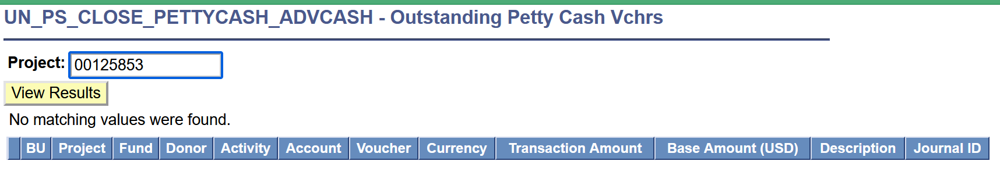 UN_PS_CLOSE_PETTYCASH_ADVCASH - Outstanding Petty Cash Vchrs
Project: 00125853
View Results
No matching values were found.
BU Project Fund Donor Activity Account Voucher Currency Transaction Amount Base Amount (USD) Description Journal ID